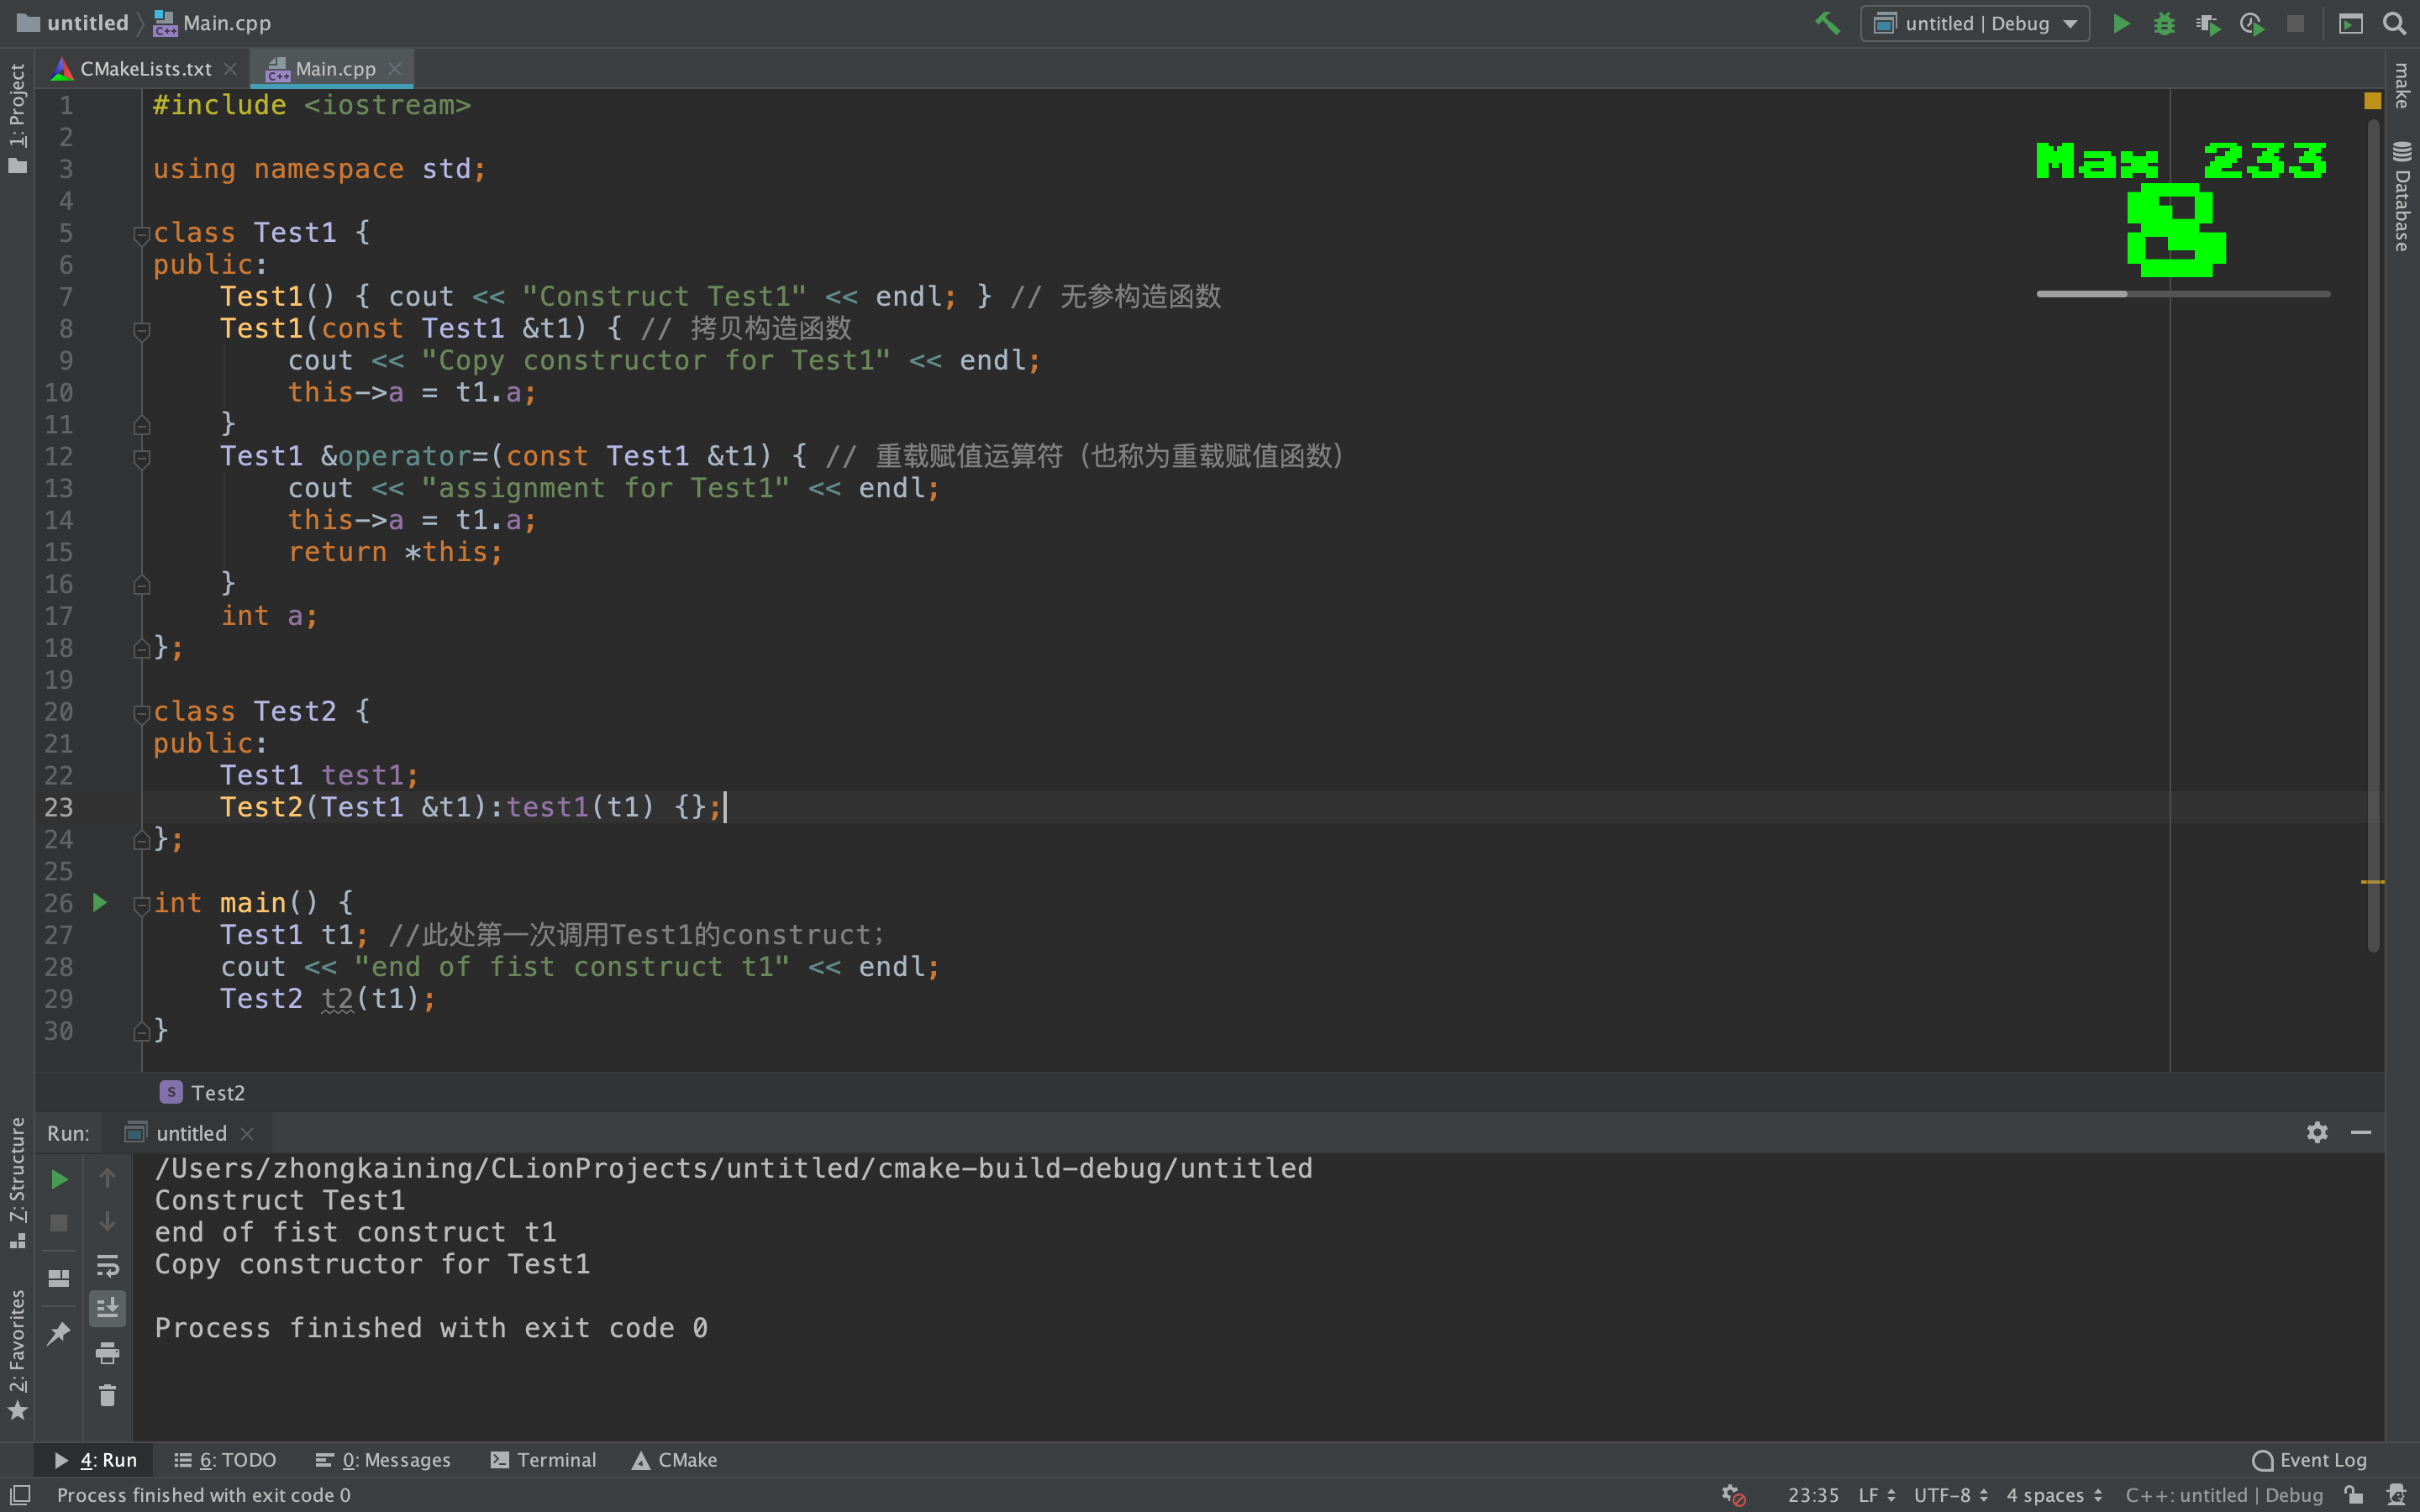 untitled Main.cpp untitled | Debug
CMakeLists.txt Main.cpp
1: Project
make
Database
Max 233
8
1 #include <iostream>
2
3 using namespace std;
4
5 class Test1 {
6 public:
7     Test1() { cout << "Construct Test1" << endl; } // 无参构造函数
8     Test1(const Test1 &t1) { // 拷贝构造函数
9         cout << "Copy constructor for Test1" << endl;
10         this->a = t1.a;
11     }
12     Test1 &operator=(const Test1 &t1) { // 重载赋值运算符（也称为重载赋值函数）
13         cout << "assignment for Test1" << endl;
14         this->a = t1.a;
15         return *this;
16     }
17     int a;
18 };
19
20 class Test2 {
21 public:
22     Test1 test1;
23     Test2(Test1 &t1):test1(t1) {};
24 };
25
26 int main() {
27     Test1 t1; //此处第一次调用Test1的construct；
28     cout << "end of fist construct t1" << endl;
29     Test2 t2(t1);
30 }
S Test2
7: Structure
2: Favorites
Run: untitled
/Users/zhongkaining/CLionProjects/untitled/cmake-build-debug/untitled
Construct Test1
end of fist construct t1
Copy constructor for Test1
Process finished with exit code 0
4: Run 6: TODO 0: Messages Terminal CMake Event Log
Process finished with exit code 0 23:35 LF UTF-8 4 spaces C++: untitled | Debug